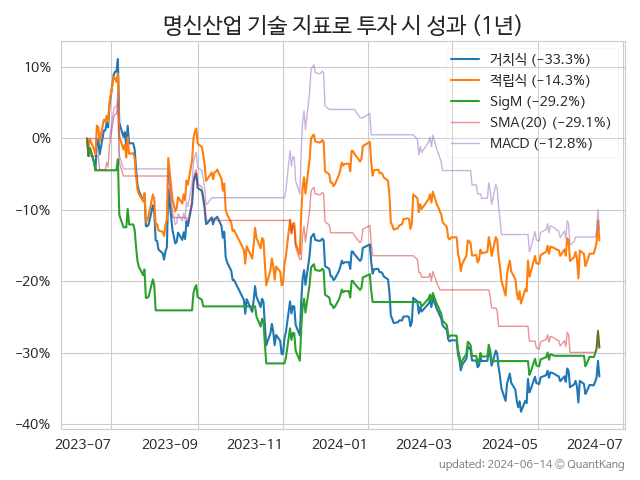 명신산업 기술 지표로 투자 시 성과 (1년)
거치식 (−33.3%)
적립식 (−14.3%)
SigM (−29.2%)
SMA(20) (−29.1%)
MACD (−12.8%)
10%
0%
−10%
−20%
−30%
−40%
2023-07 2023-09 2023-11 2024-01 2024-03 2024-05 2024-07
updated: 2024-06-14 © QuantKang